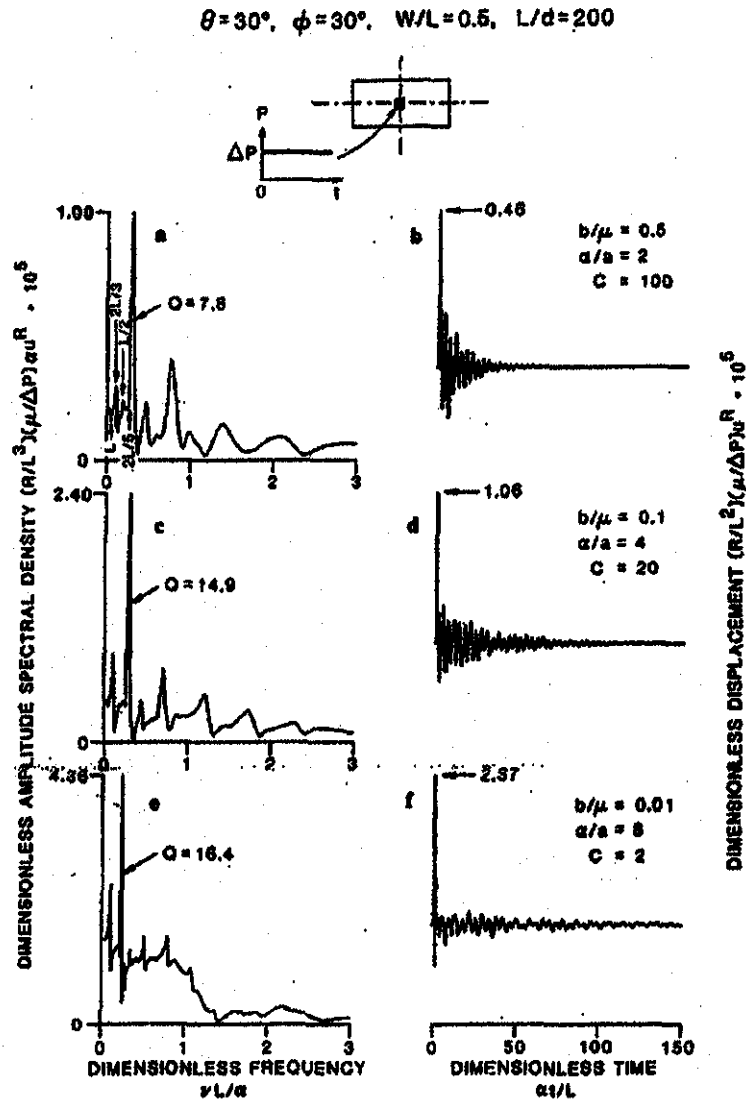 θ=30°, ϕ=30°, W/L=0.5, L/d=200
P
ΔP
0 t
1.00
a
Q=7.8
L
2L/3
L/2
2L/5
0
0 1 2 3
b
0.46
b/μ = 0.5
α/a = 2
C = 100
2.40
c
Q=14.9
0
0 1 2 3
d
1.06
b/μ = 0.1
α/a = 4
C = 20
4.36
e
Q=16.4
0
0 1 2 3
f
2.37
b/μ = 0.01
α/a = 8
C = 2
0 50 100 150
DIMENSIONLESS FREQUENCY
νL/α
DIMENSIONLESS TIME
αt/L
DIMENSIONLESS AMPLITUDE SPECTRAL DENSITY (R/L³)(μ/ΔP)αuᴿ • 10⁵
DIMENSIONLESS DISPLACEMENT (R/L²)(μ/ΔP)uᴿ • 10⁵